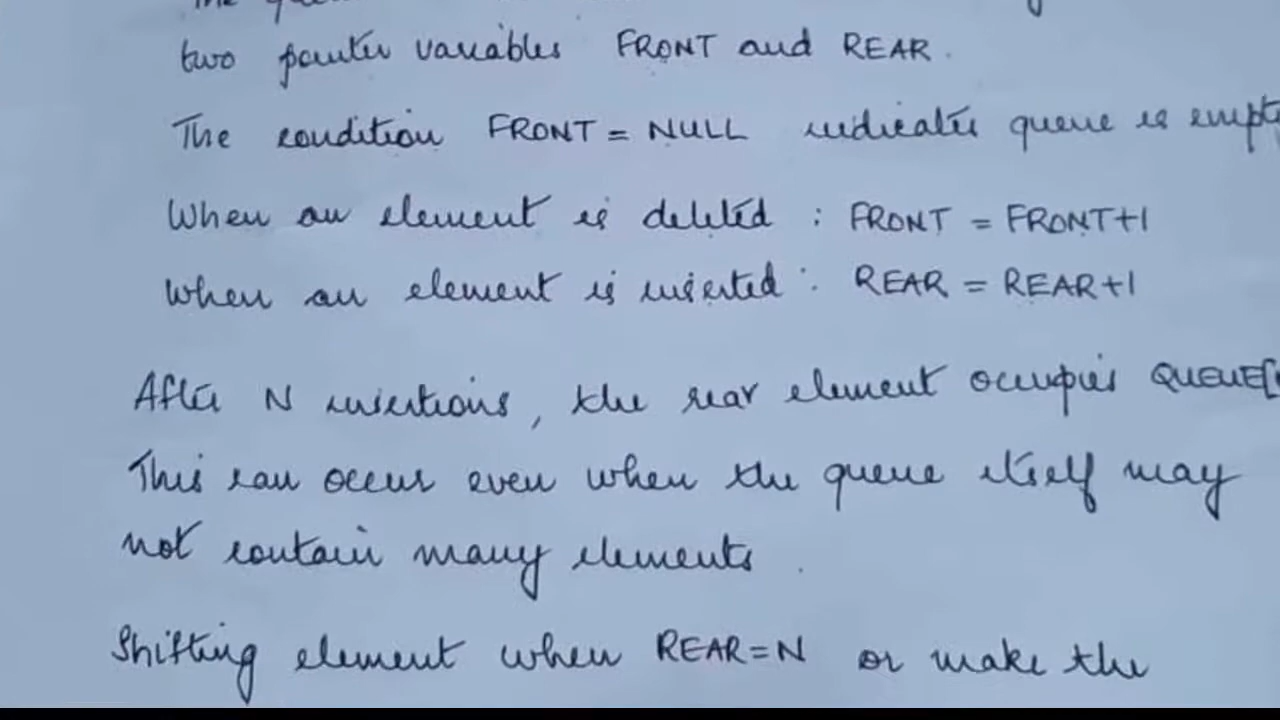 two pointer variables FRONT and REAR.
The condition FRONT = NULL indicates queue is
When an element is deleted : FRONT = FRONT+1
When an element is inserted : REAR = REAR+1
After N insertions, the rear element occupies QUEUE[
This can occur even when the queue itself may
not contain many elements.
Shifting element when REAR=N or make the